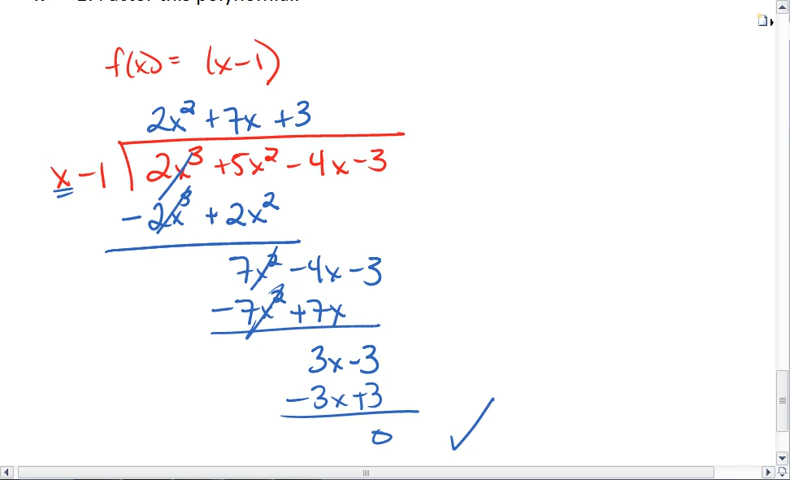 f(x) = (x-1)
2x² + 7x + 3
x - 1 2x³ + 5x² - 4x - 3
- 2x³ + 2x²
7x² - 4x - 3
- 7x² + 7x
3x - 3
- 3x + 3
0 ✓